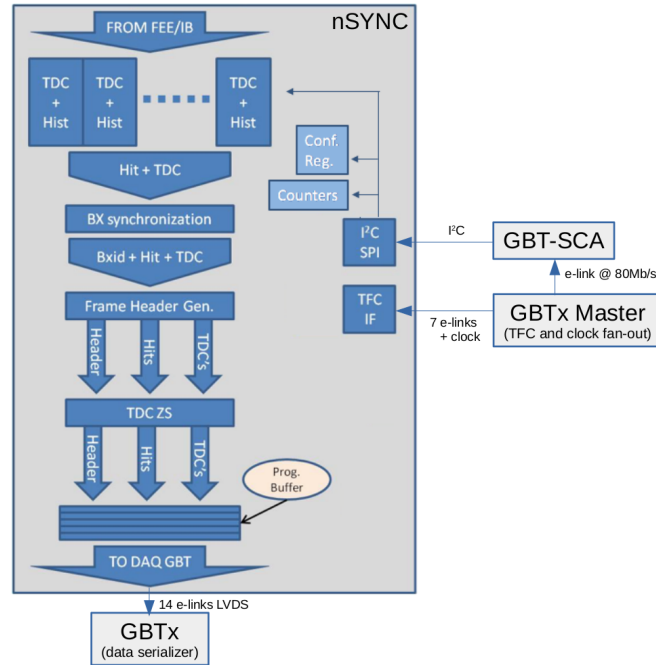 nSYNC
FROM FEE/IB
TDC
+
Hist
TDC
+
Hist
TDC
+
Hist
Hit + TDC
BX synchronization
Bxid + Hit + TDC
Frame Header Gen.
Header
Hits
TDC's
TDC ZS
Header
Hits
TDC's
Prog.
Buffer
TO DAQ GBT
14 e-links LVDS
GBTx
(data serializer)
Conf.
Reg.
Counters
I²C
SPI
TFC
IF
I²C
GBT-SCA
e-link @ 80Mb/s
GBTx Master
(TFC and clock fan-out)
7 e-links
+ clock